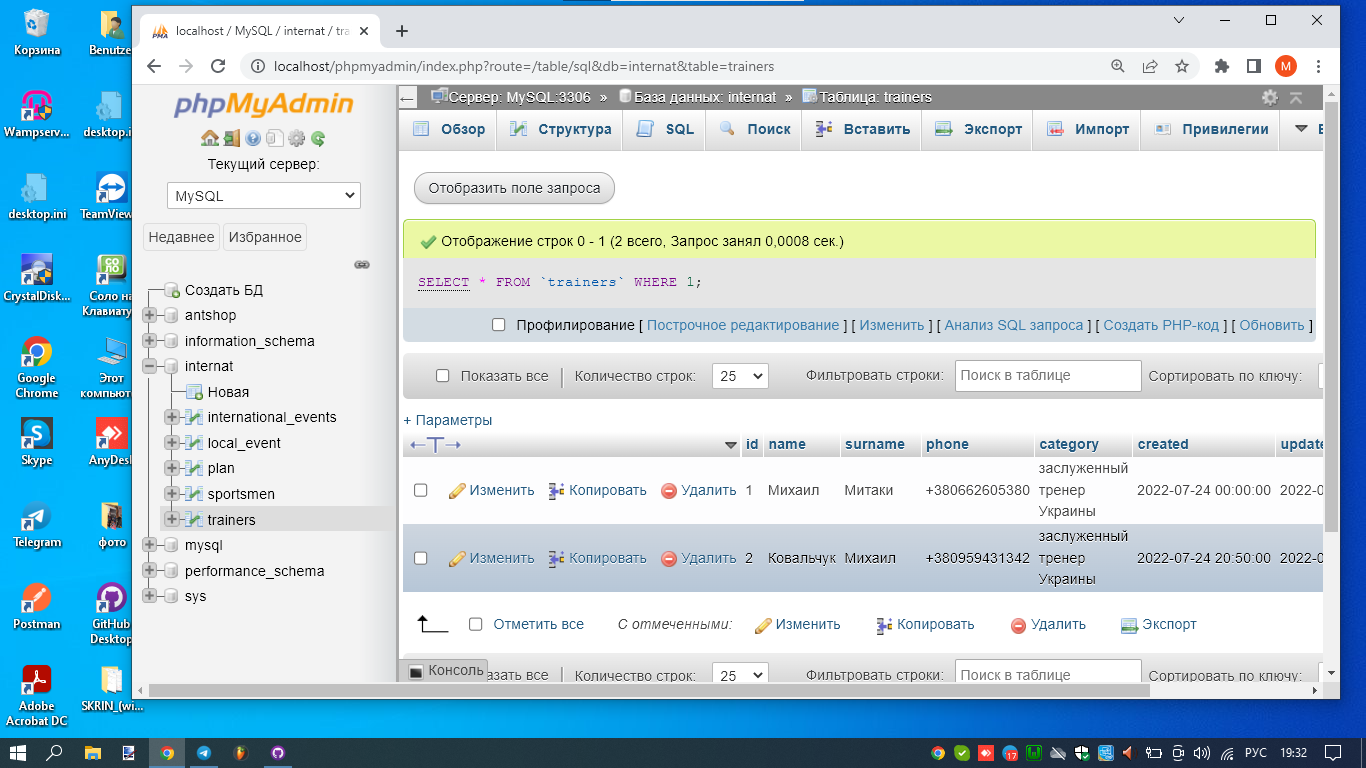 localhost / MySQL / internat / tra
localhost/phpmyadmin/index.php?route=/table/sql&db=internat&table=trainers
M
Корзина
Benutze
Wampserv...
desktop.i
desktop.ini
TeamView
CrystalDisk...
Соло на
Клавиату
Google
Chrome
Этот
компьют
Skype
AnyDes
Telegram
фото
Postman
GitHub
Desktop
Adobe
Acrobat DC
SKRIN_(wi...
phpMyAdmin
Текущий сервер:
MySQL
Недавнее
Избранное
Создать БД
antshop
information_schema
internat
Новая
international_events
local_event
plan
sportsmen
trainers
mysql
performance_schema
sys
Сервер: MySQL:3306 » База данных: internat » Таблица: trainers
Обзор Структура SQL Поиск Вставить Экспорт Импорт Привилегии
Отобразить поле запроса
Отображение строк 0 - 1 (2 всего, Запрос занял 0,0008 сек.)
SELECT * FROM `trainers` WHERE 1;
Профилирование [ Построчное редактирование ] [ Изменить ] [ Анализ SQL запроса ] [ Создать PHP-код ] [ Обновить ]
Показать все | Количество строк: 25 Фильтровать строки: Поиск в таблице Сортировать по ключу:
+ Параметры
←T→ id name surname phone category created update
Изменить Копировать Удалить 1 Михаил Митаки +380662605380 заслуженный тренер Украины 2022-07-24 00:00:00 2022-0
Изменить Копировать Удалить 2 Ковальчук Михаил +380959431342 заслуженный тренер Украины 2022-07-24 20:50:00 2022-0
Отметить все С отмеченными: Изменить Копировать Удалить Экспорт
Консоль
зать все | Количество строк: 25 Фильтровать строки: Поиск в таблице Сортировать по ключу:
17
РУС
19:32